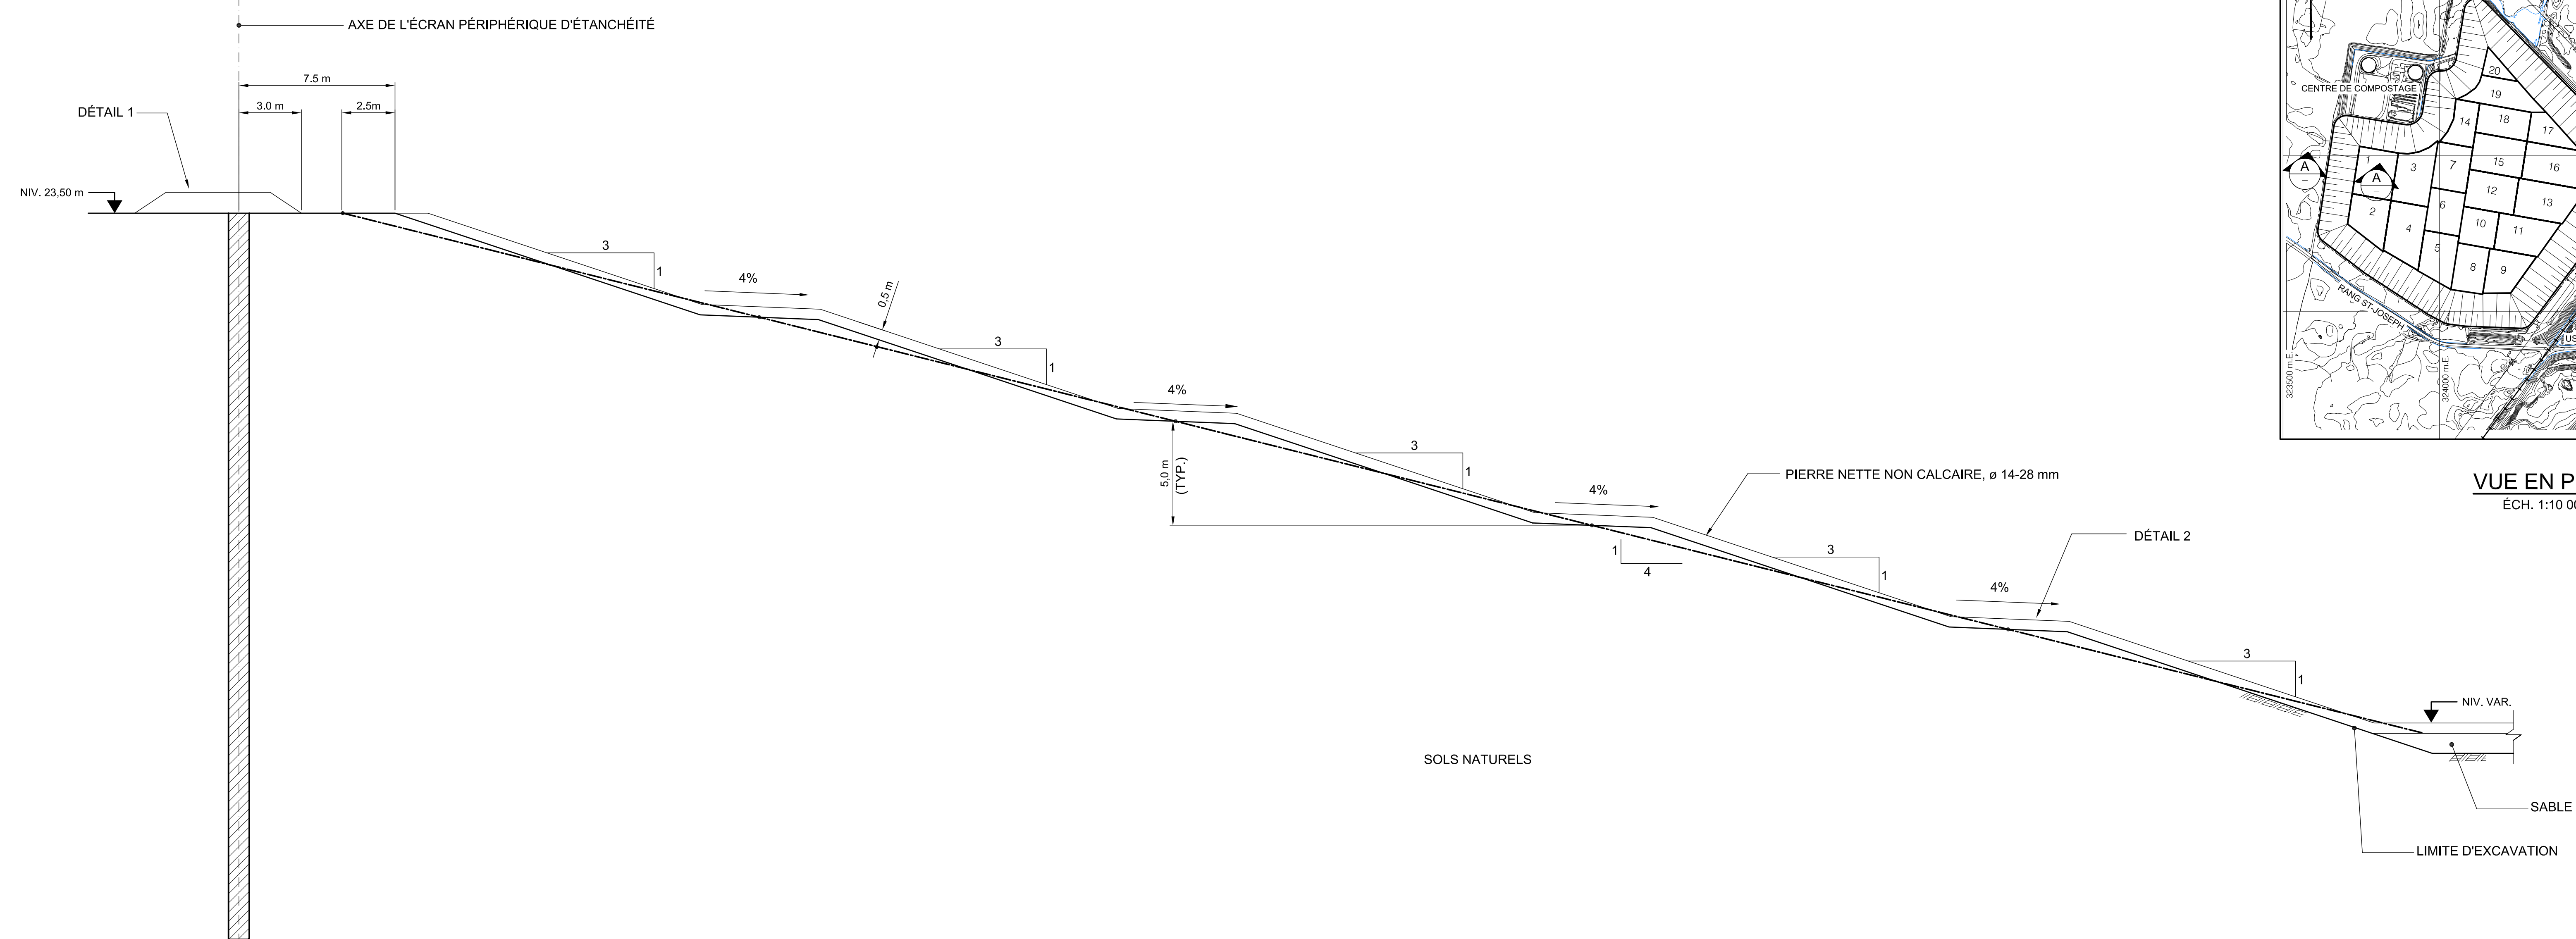 AXE DE L'ÉCRAN PÉRIPHÉRIQUE D'ÉTANCHÉITÉ
7.5 m
3.0 m
2.5m
DÉTAIL 1
NIV. 23,50 m
3
1
4%
0,5 m
3
1
4%
5,0 m
(TYP.)
3
1
4%
PIERRE NETTE NON CALCAIRE, ø 14-28 mm
1
4
3
1
4%
DÉTAIL 2
3
1
NIV. VAR.
SOLS NATURELS
SABLE
LIMITE D'EXCAVATION
CENTRE DE COMPOSTAGE
20
19
14
18
17
1
3
7
15
16
A
A
2
6
12
13
4
10
11
5
8
9
RANG ST-JOSEPH
US
323500 m.E.
324000 m.E.
VUE EN P
ÉCH. 1:10 00